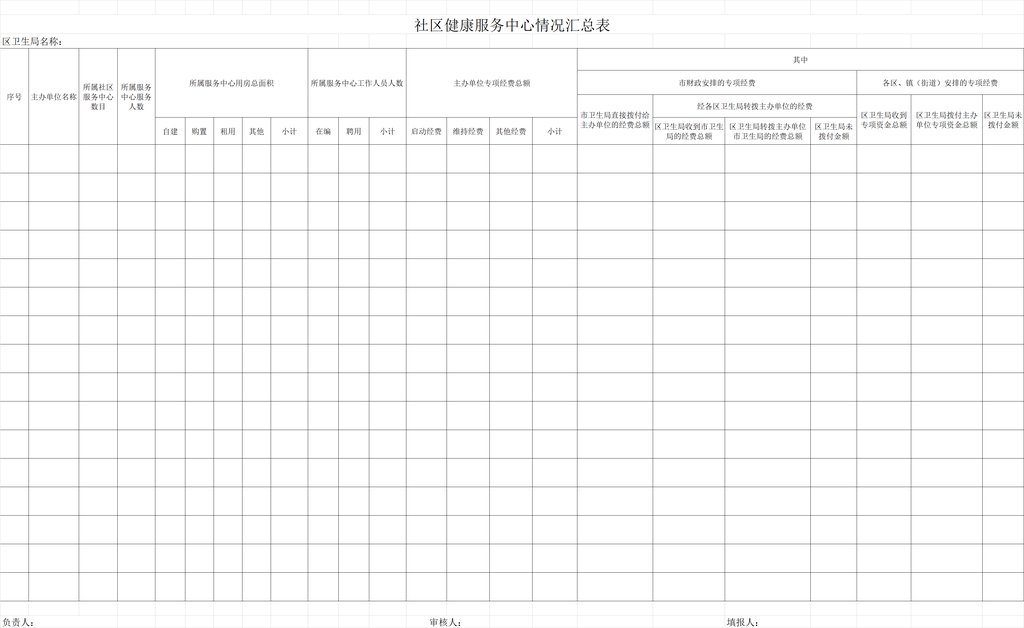 社区健康服务中心情况汇总表
区卫生局名称：
序号
主办单位名称
所属社区
服务中心
数目
所属服务
中心服务
人数
所属服务中心用房总面积
所属服务中心工作人员人数
主办单位专项经费总额
其中
市财政安排的专项经费
各区、镇（街道）安排的专项经费
市卫生局直接拨付给
主办单位的经费总额
经各区卫生局转拨主办单位的经费
区卫生局收到
专项资金总额
区卫生局拨付主办
单位专项资金总额
区卫生局未
拨付金额
自建
购置
租用
其他
小计
在编
聘用
小计
启动经费
维持经费
其他经费
小计
区卫生局收到市卫生
局的经费总额
区卫生局转拨主办单位
市卫生局的经费总额
区卫生局未
拨付金额
负责人：
审核人：
填报人：